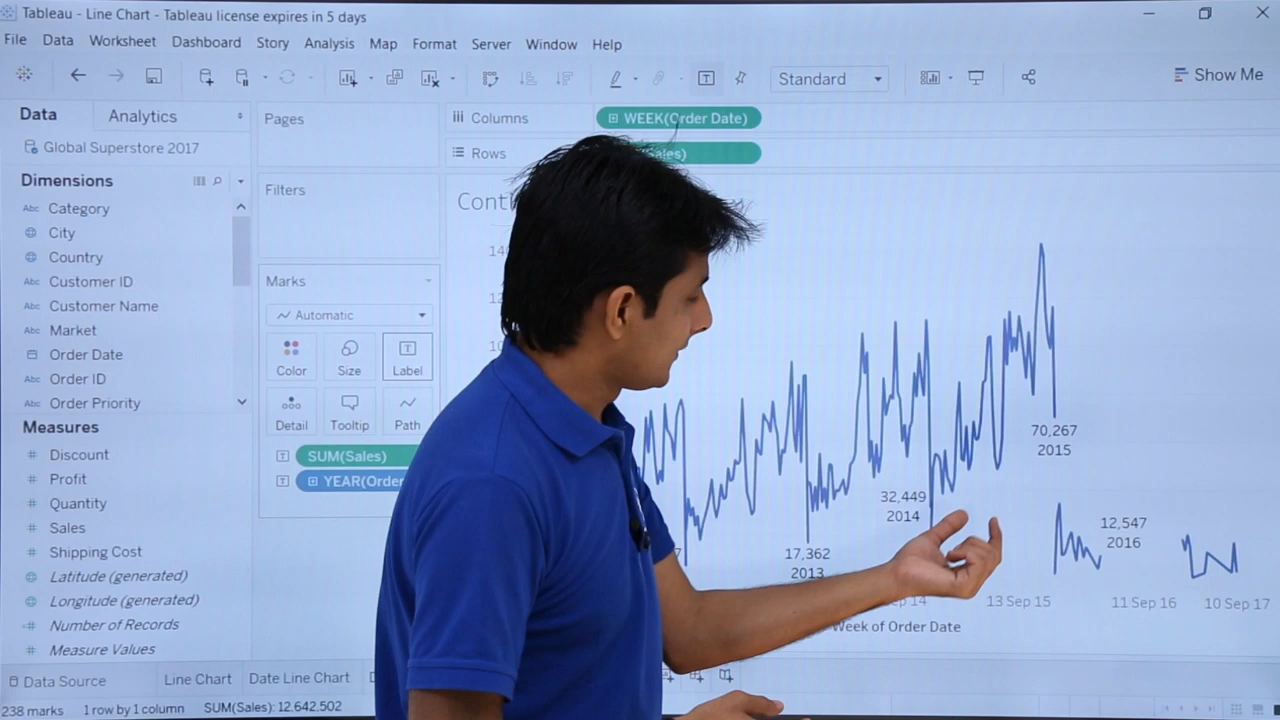 Tableau - Line Chart - Tableau license expires in 5 days
File Data Worksheet Dashboard Story Analysis Map Format Server Window Help
Standard
Show Me
Data Analytics
Global Superstore 2017
Dimensions
Category
City
Country
Customer ID
Customer Name
Market
Order Date
Order ID
Order Priority
Measures
Discount
Profit
Quantity
Sales
Shipping Cost
Latitude (generated)
Longitude (generated)
Number of Records
Measure Values
Pages
Filters
Marks
Automatic
Color Size Label
Detail Tooltip Path
SUM(Sales)
YEAR(Order
Columns WEEK(Order Date)
Rows
70,267
2015
32,449
2014
12,547
2016
17,362
2013
13 Sep 15 11 Sep 16 10 Sep 17
Week of Order Date
Data Source Line Chart Date Line Chart
238 marks 1 row by 1 column SUM(Sales): 12,642,502